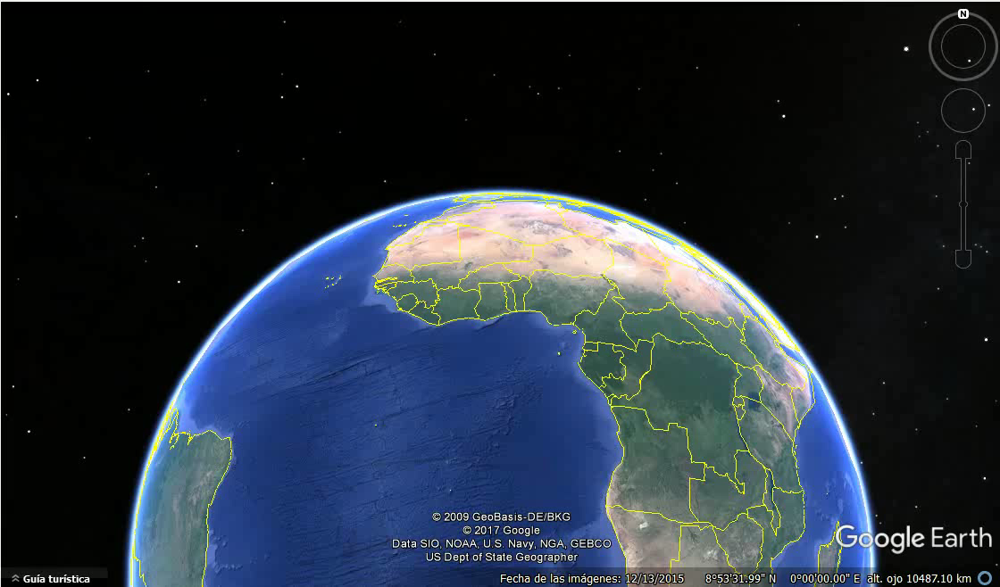 N
© 2009 GeoBasis-DE/BKG
© 2017 Google
Data SIO, NOAA, U.S. Navy, NGA, GEBCO
US Dept of State Geographer
Google Earth
Guía turística
Fecha de las imágenes: 12/13/2015 8°53'31.99" N 0°00'00.00" E alt. ojo 10487.10 km